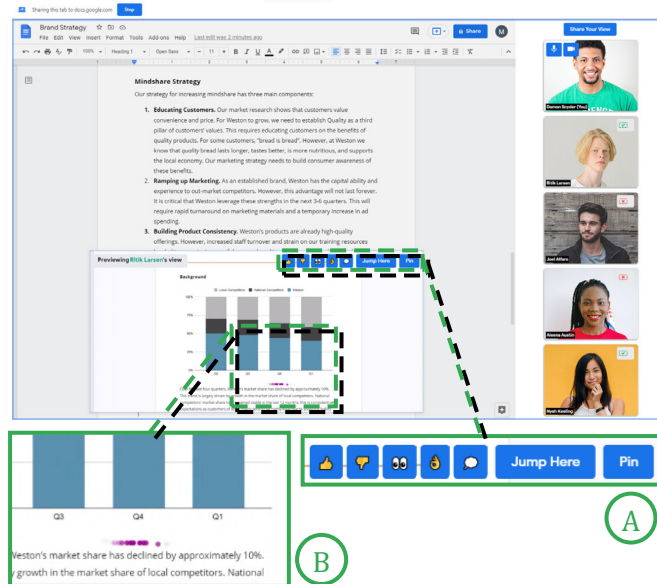 Sharing this tab to docs.google.com Stop
Brand Strategy
File Edit View Insert Format Tools Add-ons Help Last edit was 2 minutes ago
Share M
Share Your View
100% Heading 1 Open Sans 11 B I U A
Mindshare Strategy
Our strategy for increasing mindshare has three main components:
1. Educating Customers. Our market research shows that customers value
convenience and price. For Weston to grow, we need to establish Quality as a third
pillar of customers' values. This requires educating customers on the benefits of
quality products. For some customers, "bread is bread". However, at Weston we
know that quality bread lasts longer, tastes better, is more nutritious, and supports
the local economy. Our marketing strategy needs to build consumer awareness of
these benefits.
2. Ramping up Marketing. As an established brand, Weston has the capital ability and
experience to out-market competitors. However, this advantage will not last forever.
It is critical that Weston leverage these strengths in the next 3-6 quarters. This will
require rapid turnaround on marketing materials and a temporary increase in ad
spending.
3. Building Product Consistency. Weston's products are already high-quality
offerings. However, increased staff turnover and strain on our training resources
Damon Snyder (You)
Ritik Larsen
Joel Alfaro
Aleena Austin
Nyah Keeling
Previewing Ritik Larsen's view
Jump Here Pin
Background
Local Competitors National Competitors Weston
Q3 Q4 Q1
Weston's market share has declined by approximately 10%.
growth in the market share of local competitors. National
B
Jump Here Pin
A